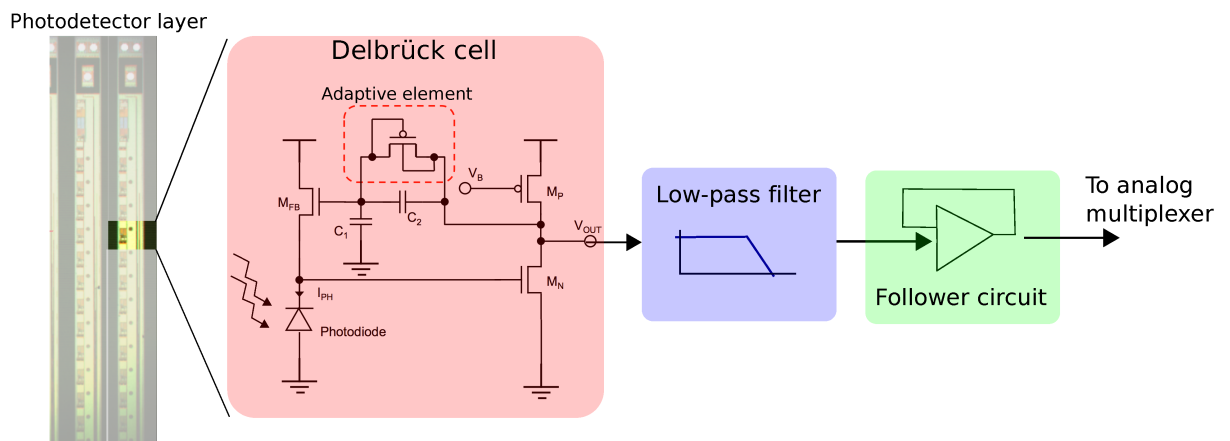 Photodetector layer
Delbrück cell
Adaptive element
V_B
M_P
M_FB
C_2
C_1
V_OUT
M_N
I_PH
Photodiode
Low-pass filter
Follower circuit
To analog
multiplexer